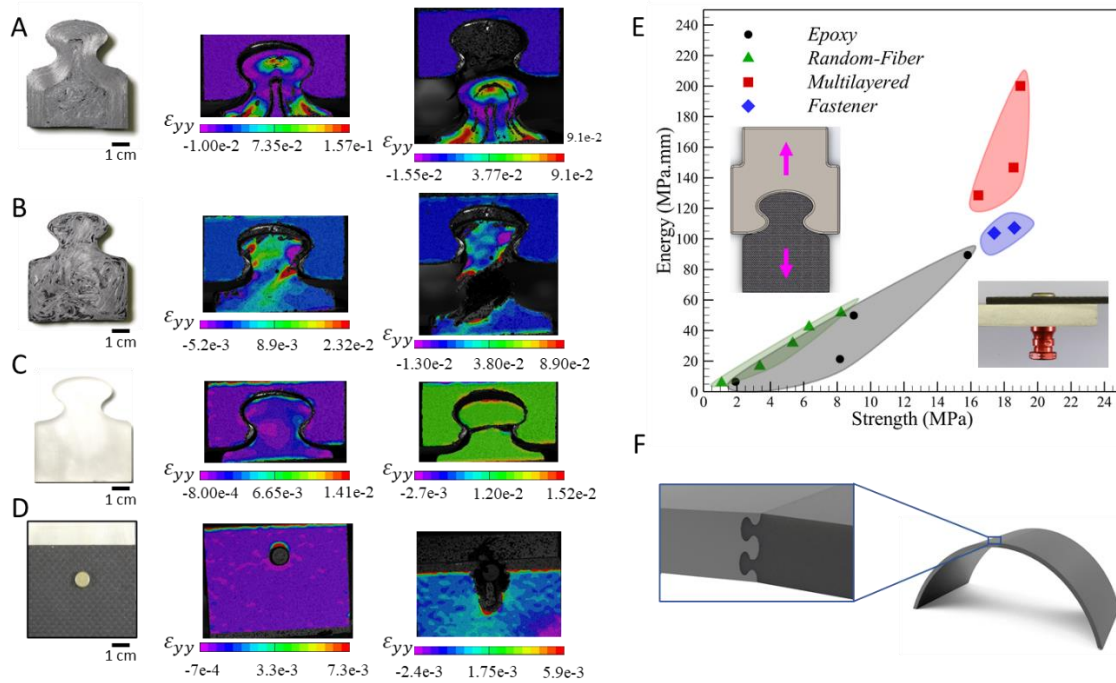 A
1 cm
εyy
-1.00e-2 7.35e-2 1.57e-1
εyy
9.1e-2
-1.55e-2 3.77e-2 9.1e-2
B
1 cm
εyy
-5.2e-3 8.9e-3 2.32e-2
εyy
-1.30e-2 3.80e-2 8.90e-2
C
1 cm
εyy
-8.00e-4 6.65e-3 1.41e-2
εyy
-2.7e-3 1.20e-2 1.52e-2
D
1 cm
εyy
-7e-4 3.3e-3 7.3e-3
εyy
-2.4e-3 1.75e-3 5.9e-3
E
Epoxy
Random-Fiber
Multilayered
Fastener
Energy (MPa.mm)
240
220
200
180
160
140
120
100
80
60
40
20
0
0 2 4 6 8 10 12 14 16 18 20 22 24
Strength (MPa)
F